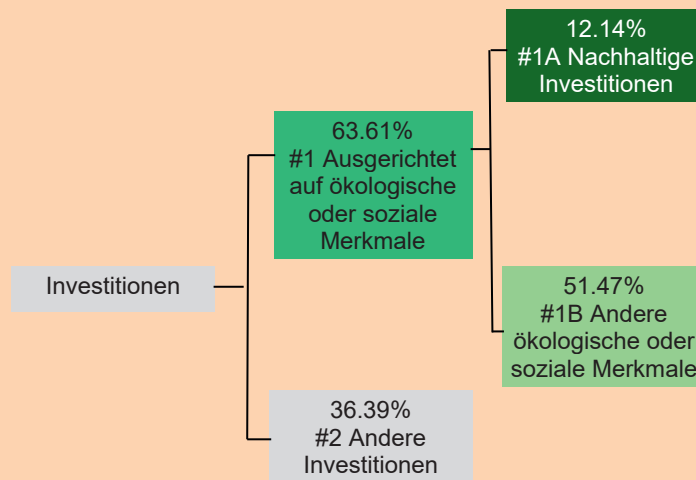 Investitionen
63.61%
#1 Ausgerichtet
auf ökologische
oder soziale
Merkmale
36.39%
#2 Andere
Investitionen
12.14%
#1A Nachhaltige
Investitionen
51.47%
#1B Andere
ökologische oder
soziale Merkmale